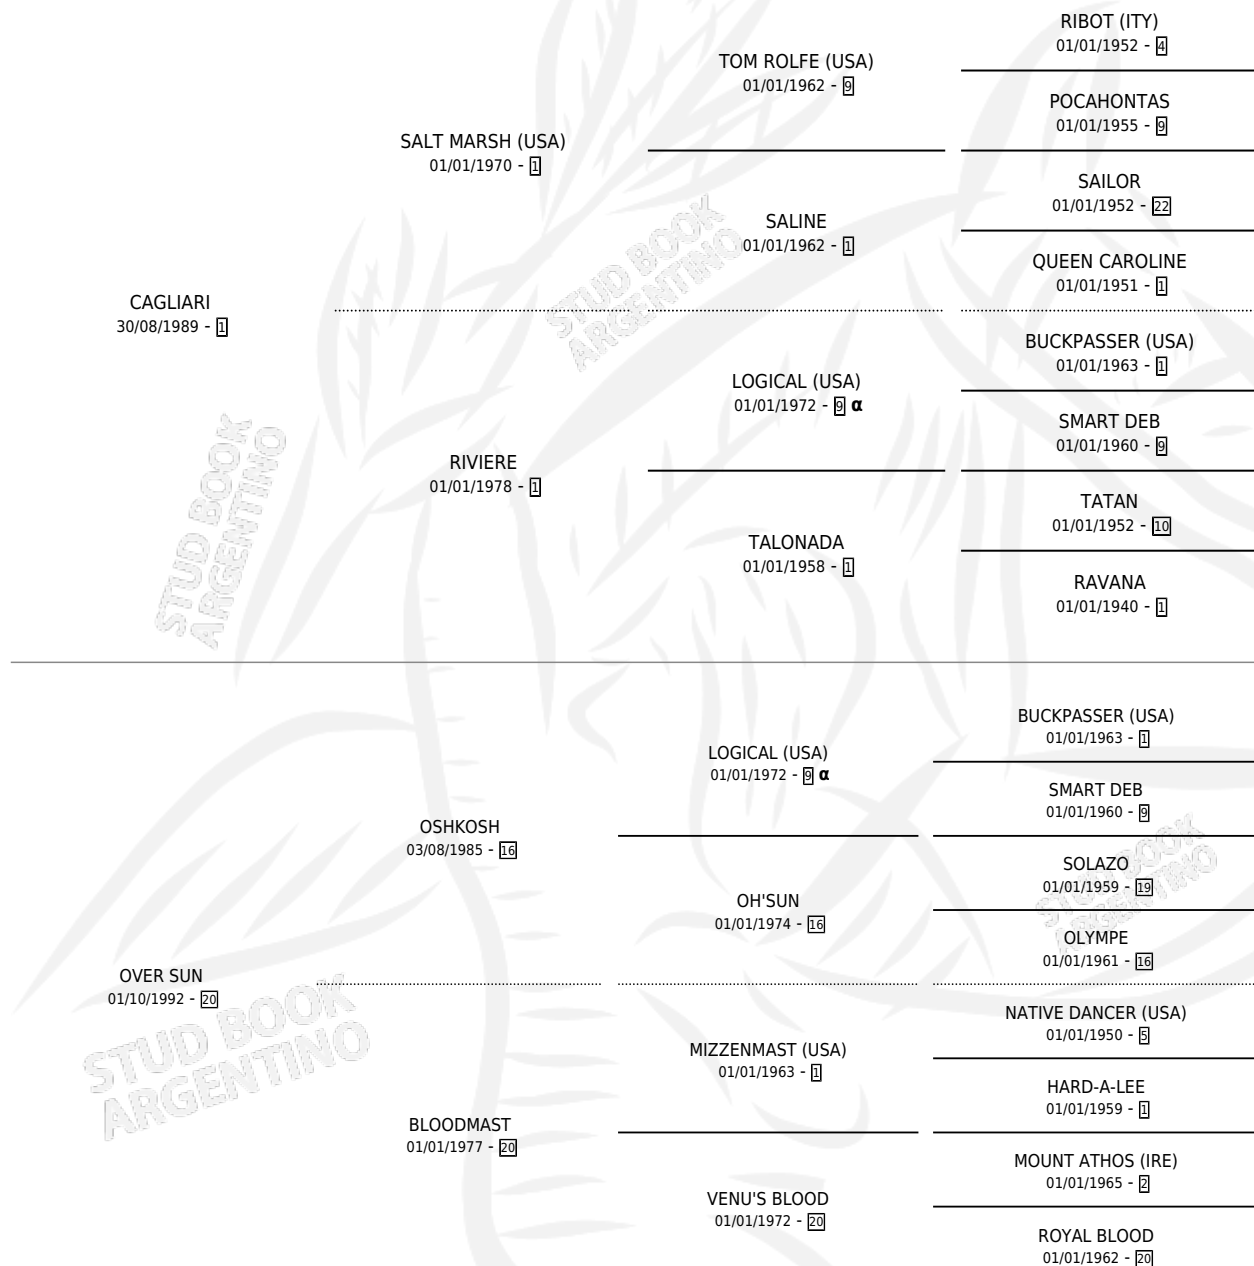 RIBOT (ITY)
01/01/1952 - 4
TOM ROLFE (USA)
01/01/1962 - 9
POCAHONTAS
01/01/1955 - 9
SALT MARSH (USA)
01/01/1970 - 1
SAILOR
01/01/1952 - 22
SALINE
01/01/1962 - 1
QUEEN CAROLINE
01/01/1951 - 1
STUD BOOK
ARGENTINO
CAGLIARI
30/08/1989 - 1
BUCKPASSER (USA)
01/01/1963 - 1
LOGICAL (USA)
01/01/1972 - 9 α
SMART DEB
01/01/1960 - 9
RIVIERE
01/01/1978 - 1
TATAN
01/01/1952 - 10
TALONADA
01/01/1958 - 1
RAVANA
01/01/1940 - 1
STUD BOOK
ARGENTINO
BUCKPASSER (USA)
01/01/1963 - 1
LOGICAL (USA)
01/01/1972 - 9 α
SMART DEB
01/01/1960 - 9
OSHKOSH
03/08/1985 - 16
SOLAZO
01/01/1959 - 19
OH'SUN
01/01/1974 - 16
OLYMPE
01/01/1961 - 16
STUD BOOK
ARGENTINO
OVER SUN
01/10/1992 - 20
NATIVE DANCER (USA)
01/01/1950 - 5
MIZZENMAST (USA)
01/01/1963 - 1
HARD-A-LEE
01/01/1959 - 1
STUD BOOK
ARGENTINO
BLOODMAST
01/01/1977 - 20
MOUNT ATHOS (IRE)
01/01/1965 - 2
VENU'S BLOOD
01/01/1972 - 20
ROYAL BLOOD
01/01/1962 - 20